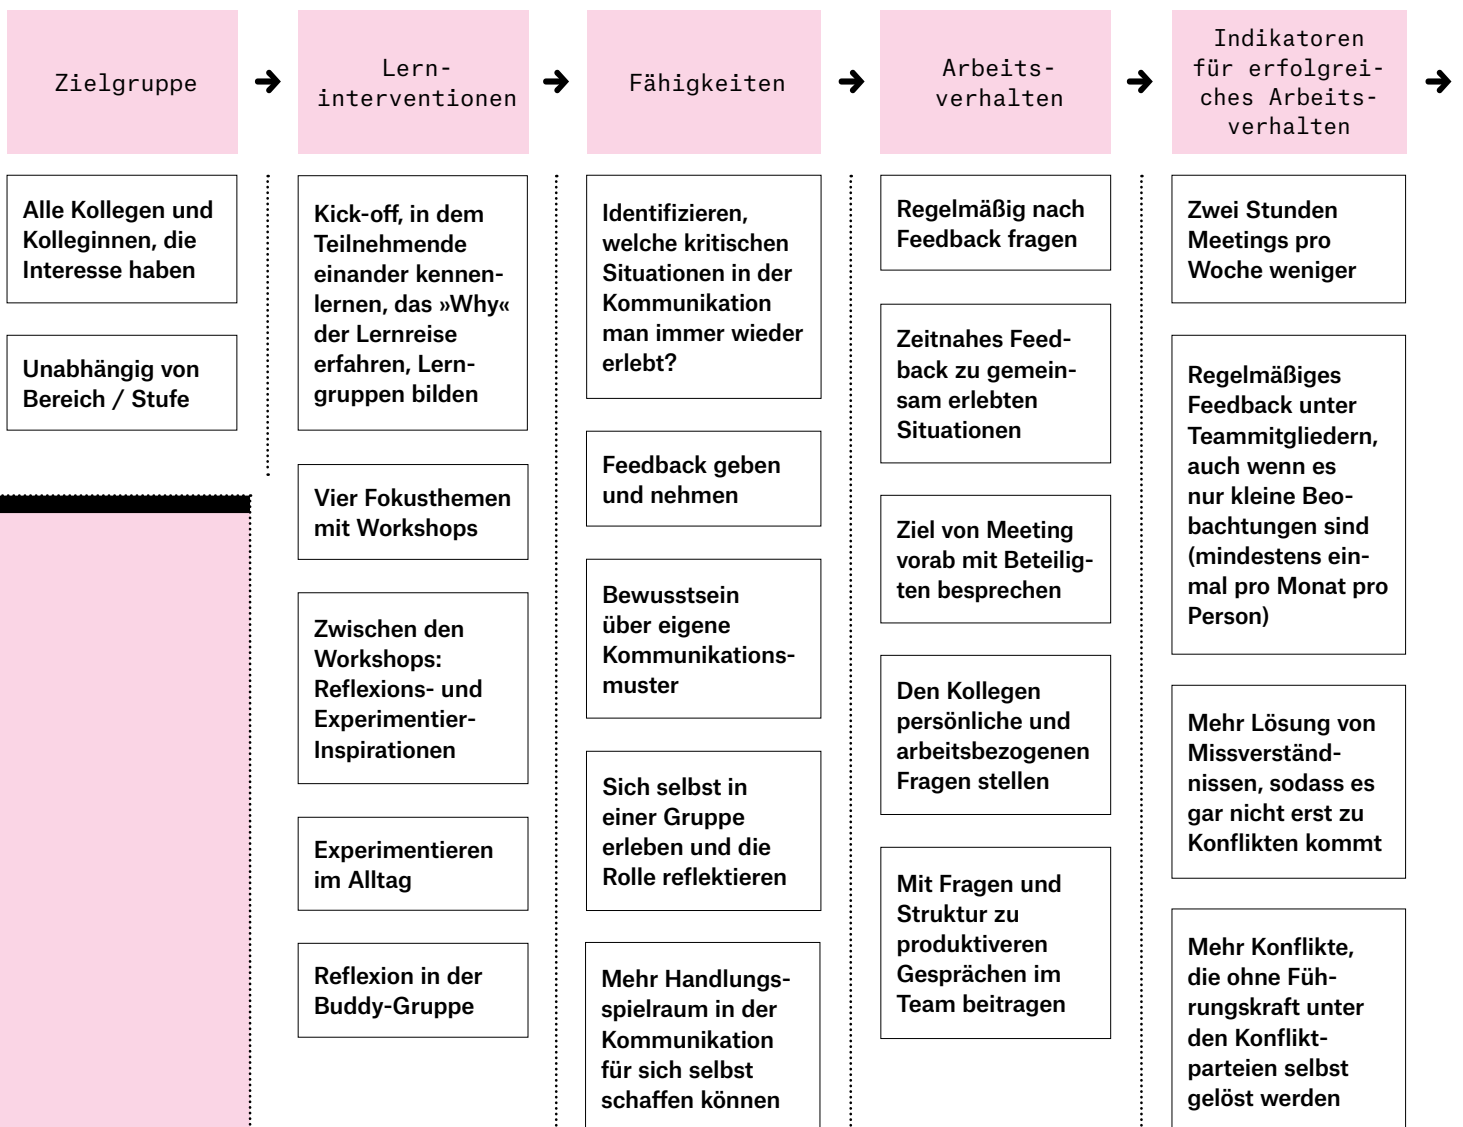 Zielgruppe
Lern-
interventionen
Fähigkeiten
Arbeits-
verhalten
Indikatoren
für erfolgrei-
ches Arbeits-
verhalten
Alle Kollegen und
Kolleginnen, die
Interesse haben
Unabhängig von
Bereich / Stufe
Kick-off, in dem
Teilnehmende
einander kennen-
lernen, das »Why«
der Lernreise
erfahren, Lern-
gruppen bilden
Vier Fokusthemen
mit Workshops
Zwischen den
Workshops:
Reflexions- und
Experimentier-
Inspirationen
Experimentieren
im Alltag
Reflexion in der
Buddy-Gruppe
Identifizieren,
welche kritischen
Situationen in der
Kommunikation
man immer wieder
erlebt?
Feedback geben
und nehmen
Bewusstsein
über eigene
Kommunikations-
muster
Sich selbst in
einer Gruppe
erleben und die
Rolle reflektieren
Mehr Handlungs-
spielraum in der
Kommunikation
für sich selbst
schaffen können
Regelmäßig nach
Feedback fragen
Zeitnahes Feed-
back zu gemein-
sam erlebten
Situationen
Ziel von Meeting
vorab mit Beteilig-
ten besprechen
Den Kollegen
persönliche und
arbeitsbezogenen
Fragen stellen
Mit Fragen und
Struktur zu
produktiveren
Gesprächen im
Team beitragen
Zwei Stunden
Meetings pro
Woche weniger
Regelmäßiges
Feedback unter
Teammitgliedern,
auch wenn es
nur kleine Beo-
bachtungen sind
(mindestens ein-
mal pro Monat pro
Person)
Mehr Lösung von
Missverständ-
nissen, sodass es
gar nicht erst zu
Konflikten kommt
Mehr Konflikte,
die ohne Füh-
rungskraft unter
den Konflikt-
parteien selbst
gelöst werden